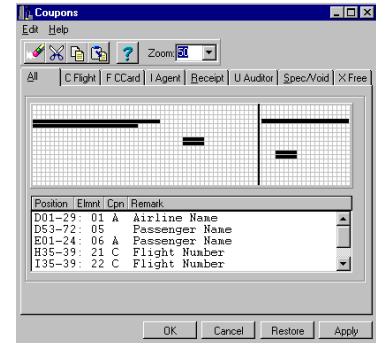 Coupons
Edit Help
Zoom: 50
All C Flight F CCard I Agent Receipt U Auditor Spec/Void X Free
Position Elmnt Cpn Remark
D01-29: 01 A Airline Name
D53-72: 05 Passenger Name
E01-24: 06 A Passenger Name
H35-39: 21 C Flight Number
I35-39: 22 C Flight Number
OK Cancel Restore Apply